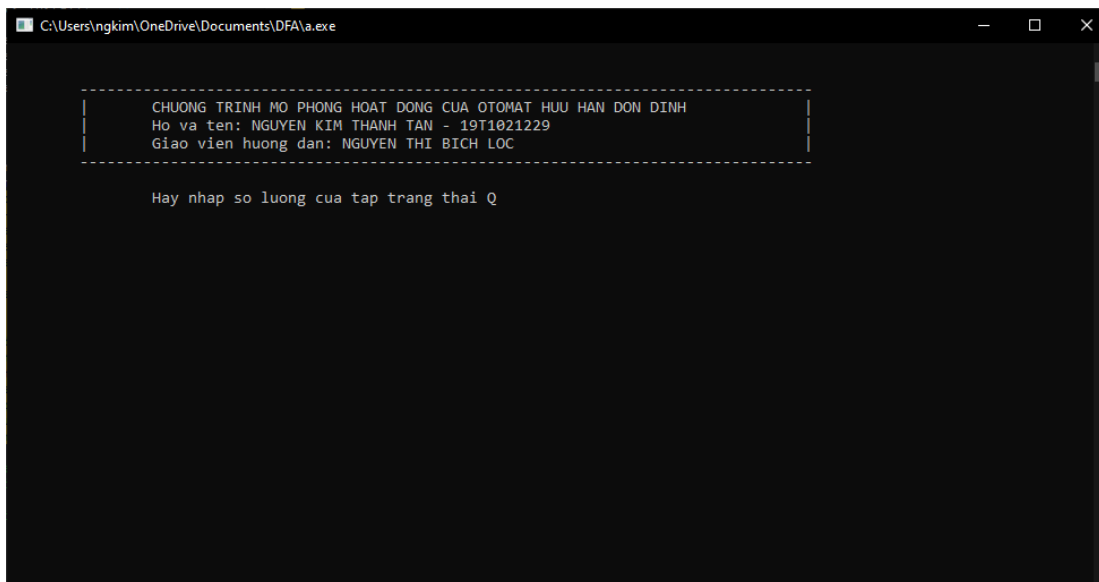 C:\Users\ngkim\OneDrive\Documents\DFA\a.exe
---------------------------------------------------------------------------------
| CHUONG TRINH MO PHONG HOAT DONG CUA OTOMAT HUU HAN DON DINH |
| Ho va ten: NGUYEN KIM THANH TAN - 19T1021229 |
| Giao vien huong dan: NGUYEN THI BICH LOC |
---------------------------------------------------------------------------------
Hay nhap so luong cua tap trang thai Q